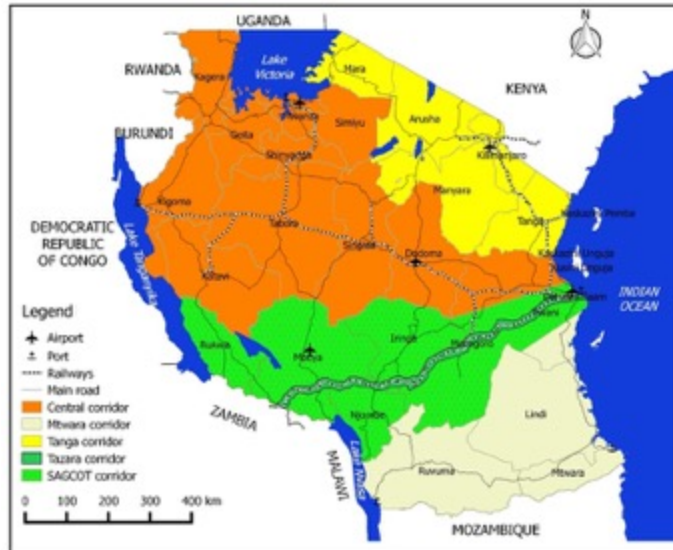 UGANDA
N
Lake
Victoria
RWANDA
Kagera
Mara
KENYA
Mwanza
Simiyu
Arusha
BURUNDI
Geita
Shinyanga
Kilimanjaro
Kigoma
Manyara
Tanga
DEMOCRATIC
REPUBLIC
OF CONGO
Tabora
Singida
Dodoma
Lake Tanganyika
Katavi
INDIAN
OCEAN
Legend
Airport
Port
Railways
Main road
Central corridor
Mtwara corridor
Tanga corridor
Tazara corridor
SAGCOT corridor
Pwani
Rukwa
Mbeya
Iringa
Morogoro
ZAMBIA
Njombe
Lindi
MALAWI
Lake Nyasa
Ruvuma
Mtwara
0 100 200 300 400 km
MOZAMBIQUE